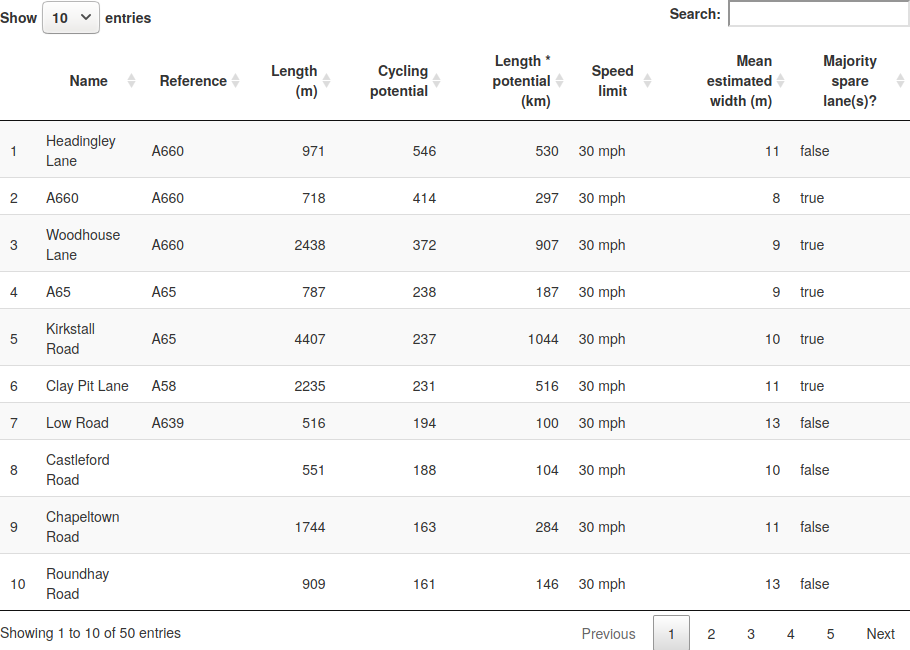 Show 10 entries Search:
Name Reference Length (m) Cycling potential Length * potential (km) Speed limit Mean estimated width (m) Majority spare lane(s)?
1 Headingley Lane A660 971 546 530 30 mph 11 false
2 A660 A660 718 414 297 30 mph 8 true
3 Woodhouse Lane A660 2438 372 907 30 mph 9 true
4 A65 A65 787 238 187 30 mph 9 true
5 Kirkstall Road A65 4407 237 1044 30 mph 10 true
6 Clay Pit Lane A58 2235 231 516 30 mph 11 true
7 Low Road A639 516 194 100 30 mph 13 false
8 Castleford Road 551 188 104 30 mph 10 false
9 Chapeltown Road 1744 163 284 30 mph 11 false
10 Roundhay Road 909 161 146 30 mph 13 false
Showing 1 to 10 of 50 entries Previous 1 2 3 4 5 Next